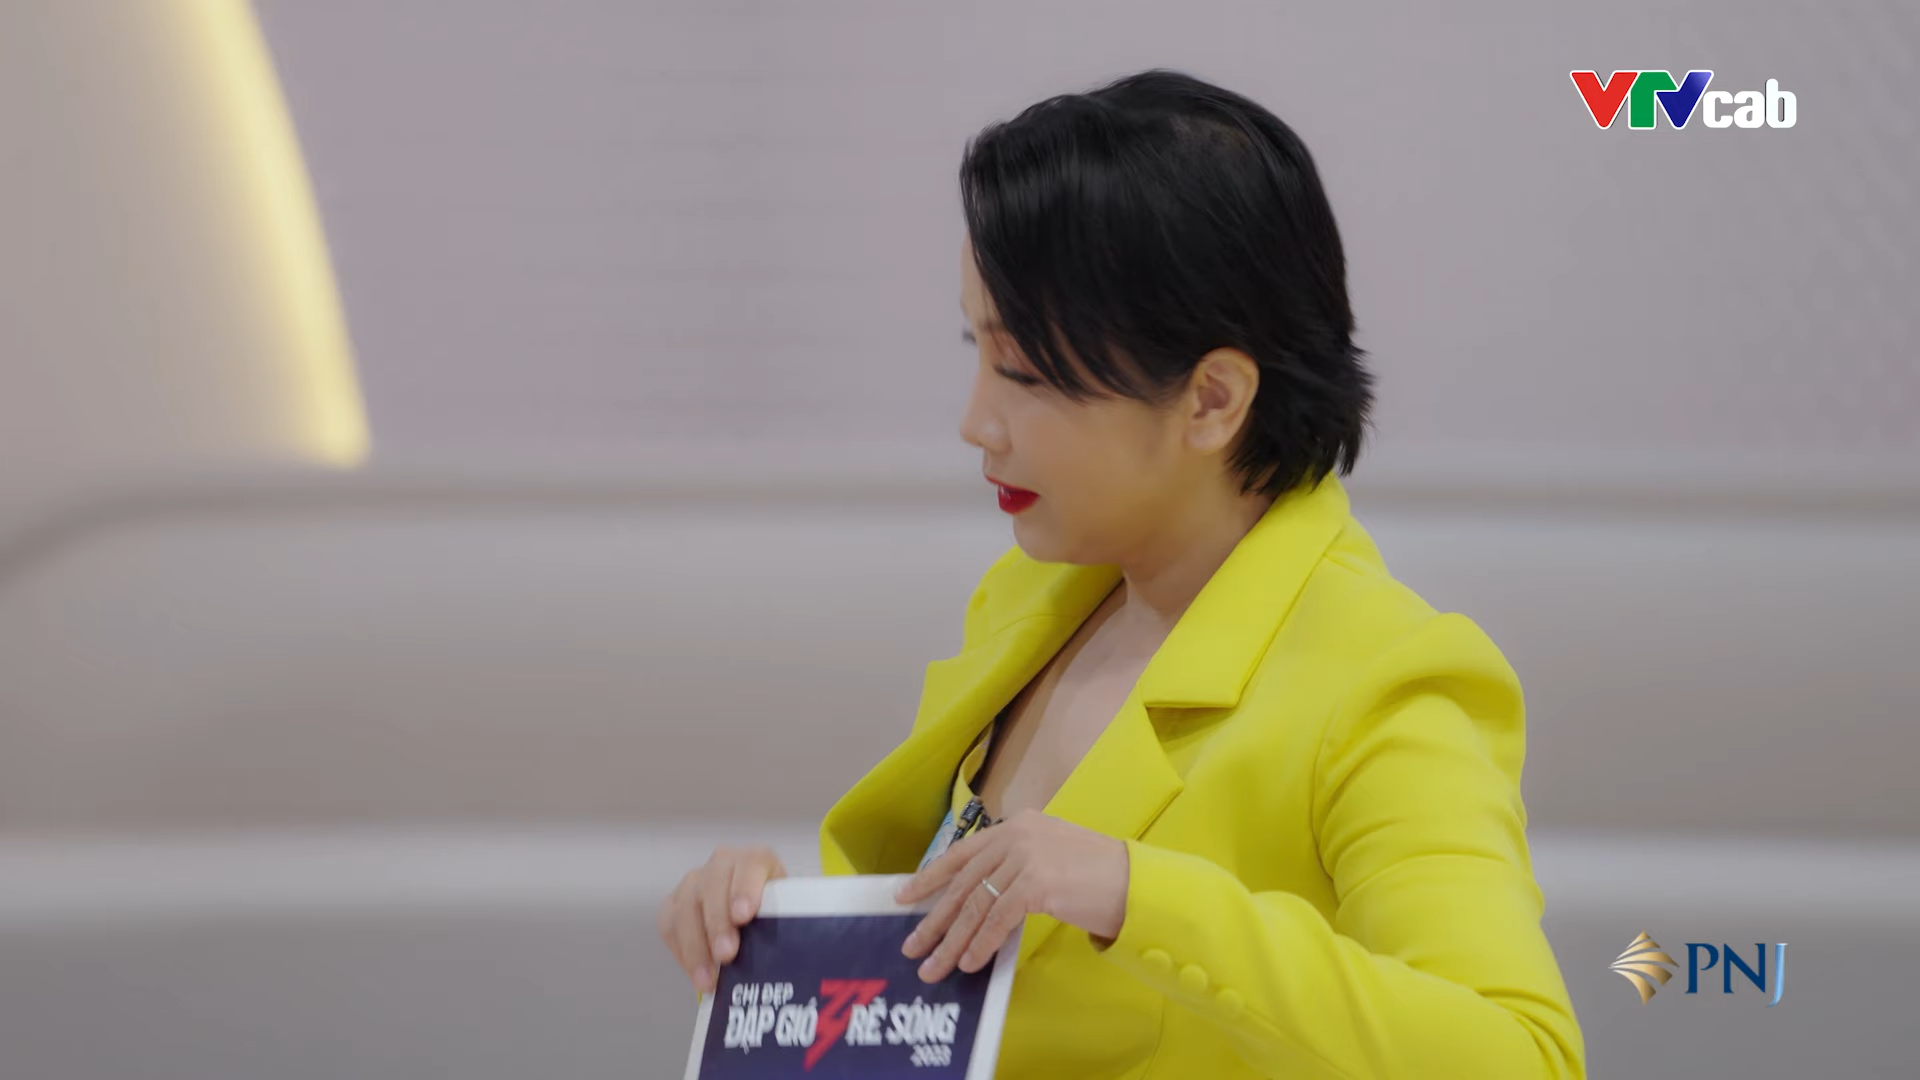 VTVcab
CHỊ ĐẸP
ĐẠP GIÓ RẼ SÓNG
2023
PNJ